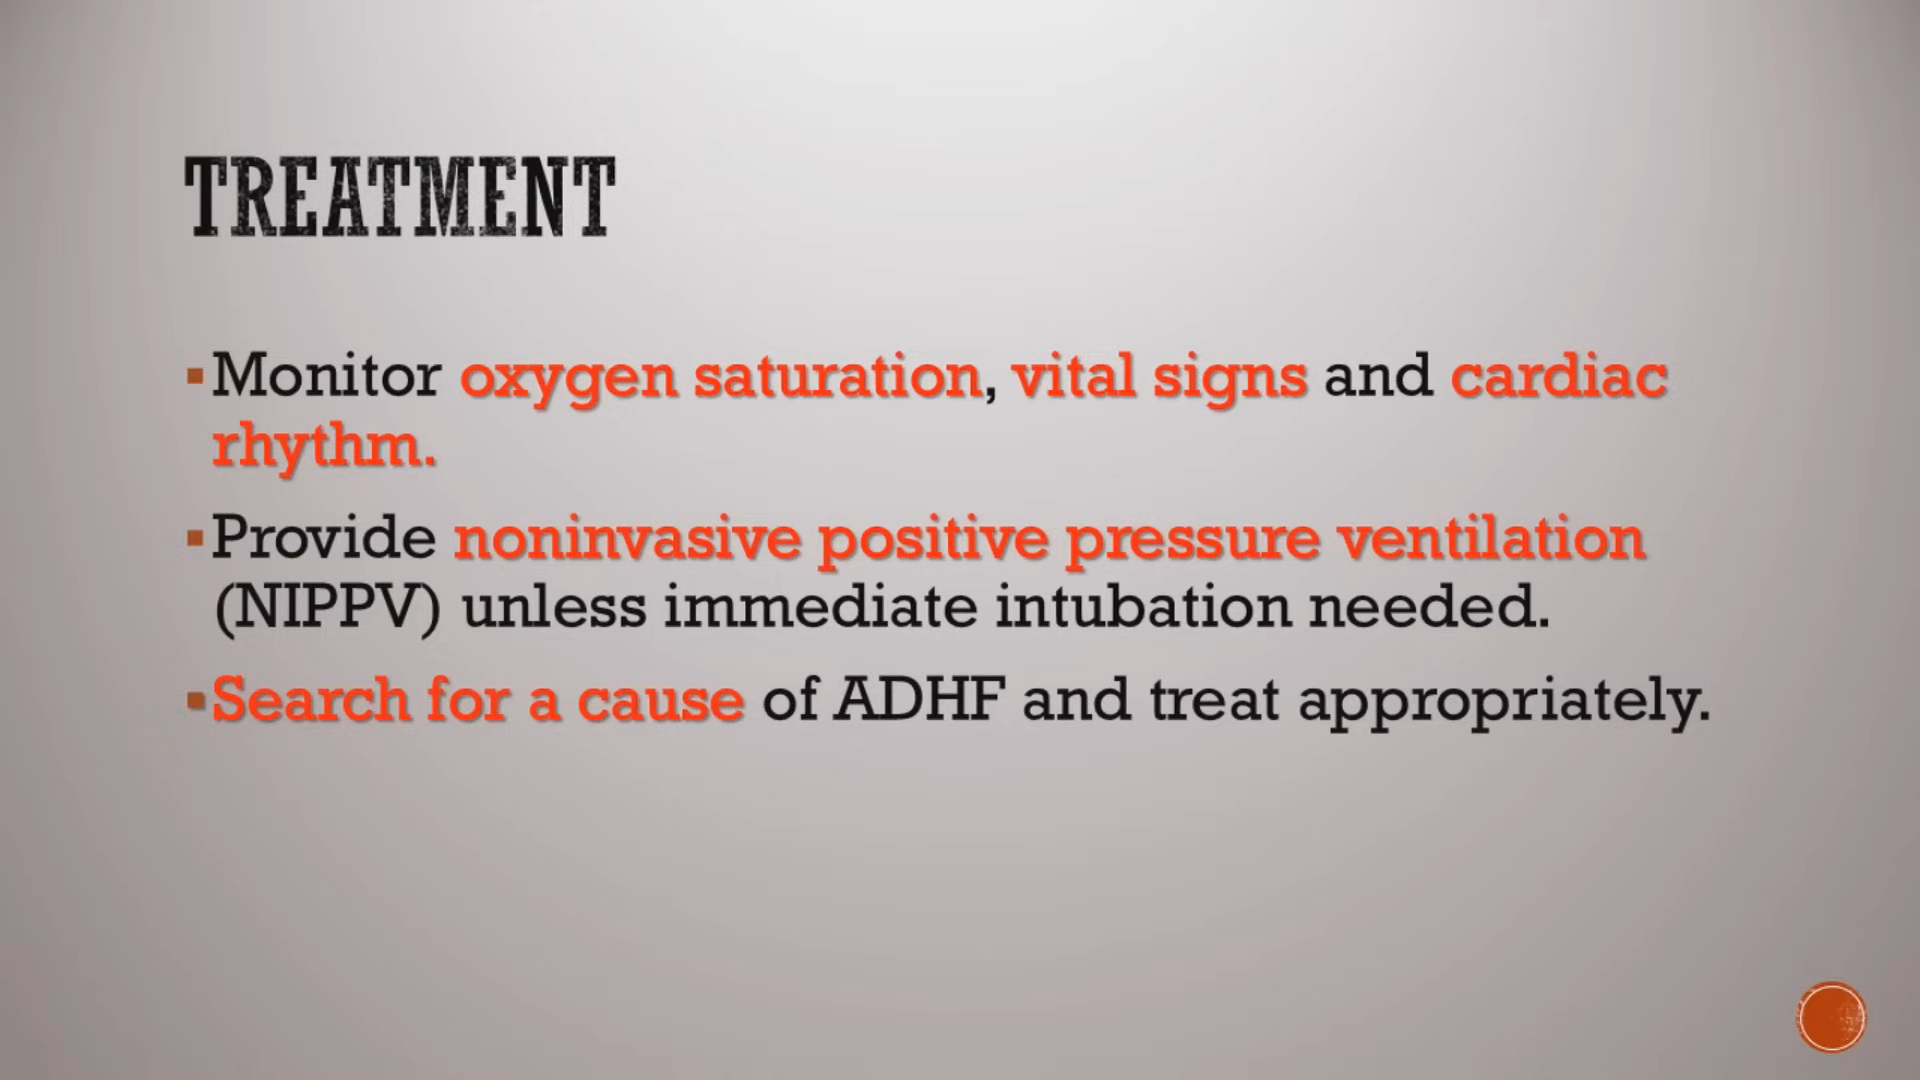 TREATMENT
▪Monitor oxygen saturation, vital signs and cardiac
rhythm.
▪Provide noninvasive positive pressure ventilation
(NIPPV) unless immediate intubation needed.
▪Search for a cause of ADHF and treat appropriately.